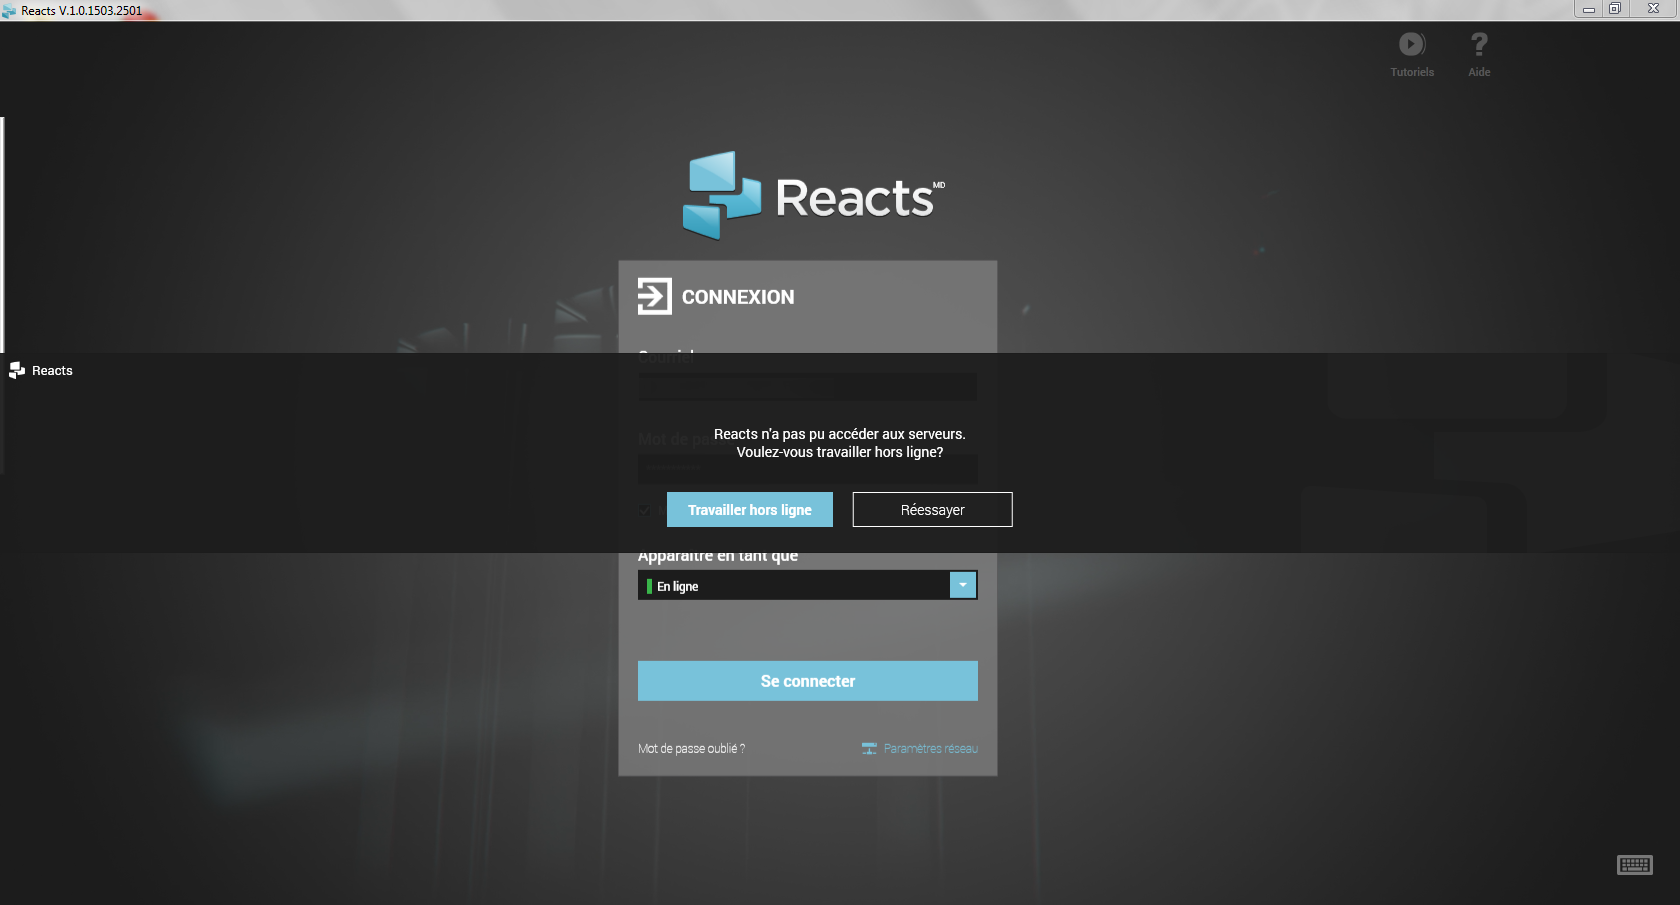 Reacts V.1.0.1503.2501
Tutoriels
Aide
Reacts MD
CONNEXION
Courriel
Reacts
Mot de pa
Reacts n'a pas pu accéder aux serveurs.
Voulez-vous travailler hors ligne?
Travailler hors ligne
Réessayer
Apparaître en tant que
En ligne
Se connecter
Mot de passe oublié ?
Paramètres réseau